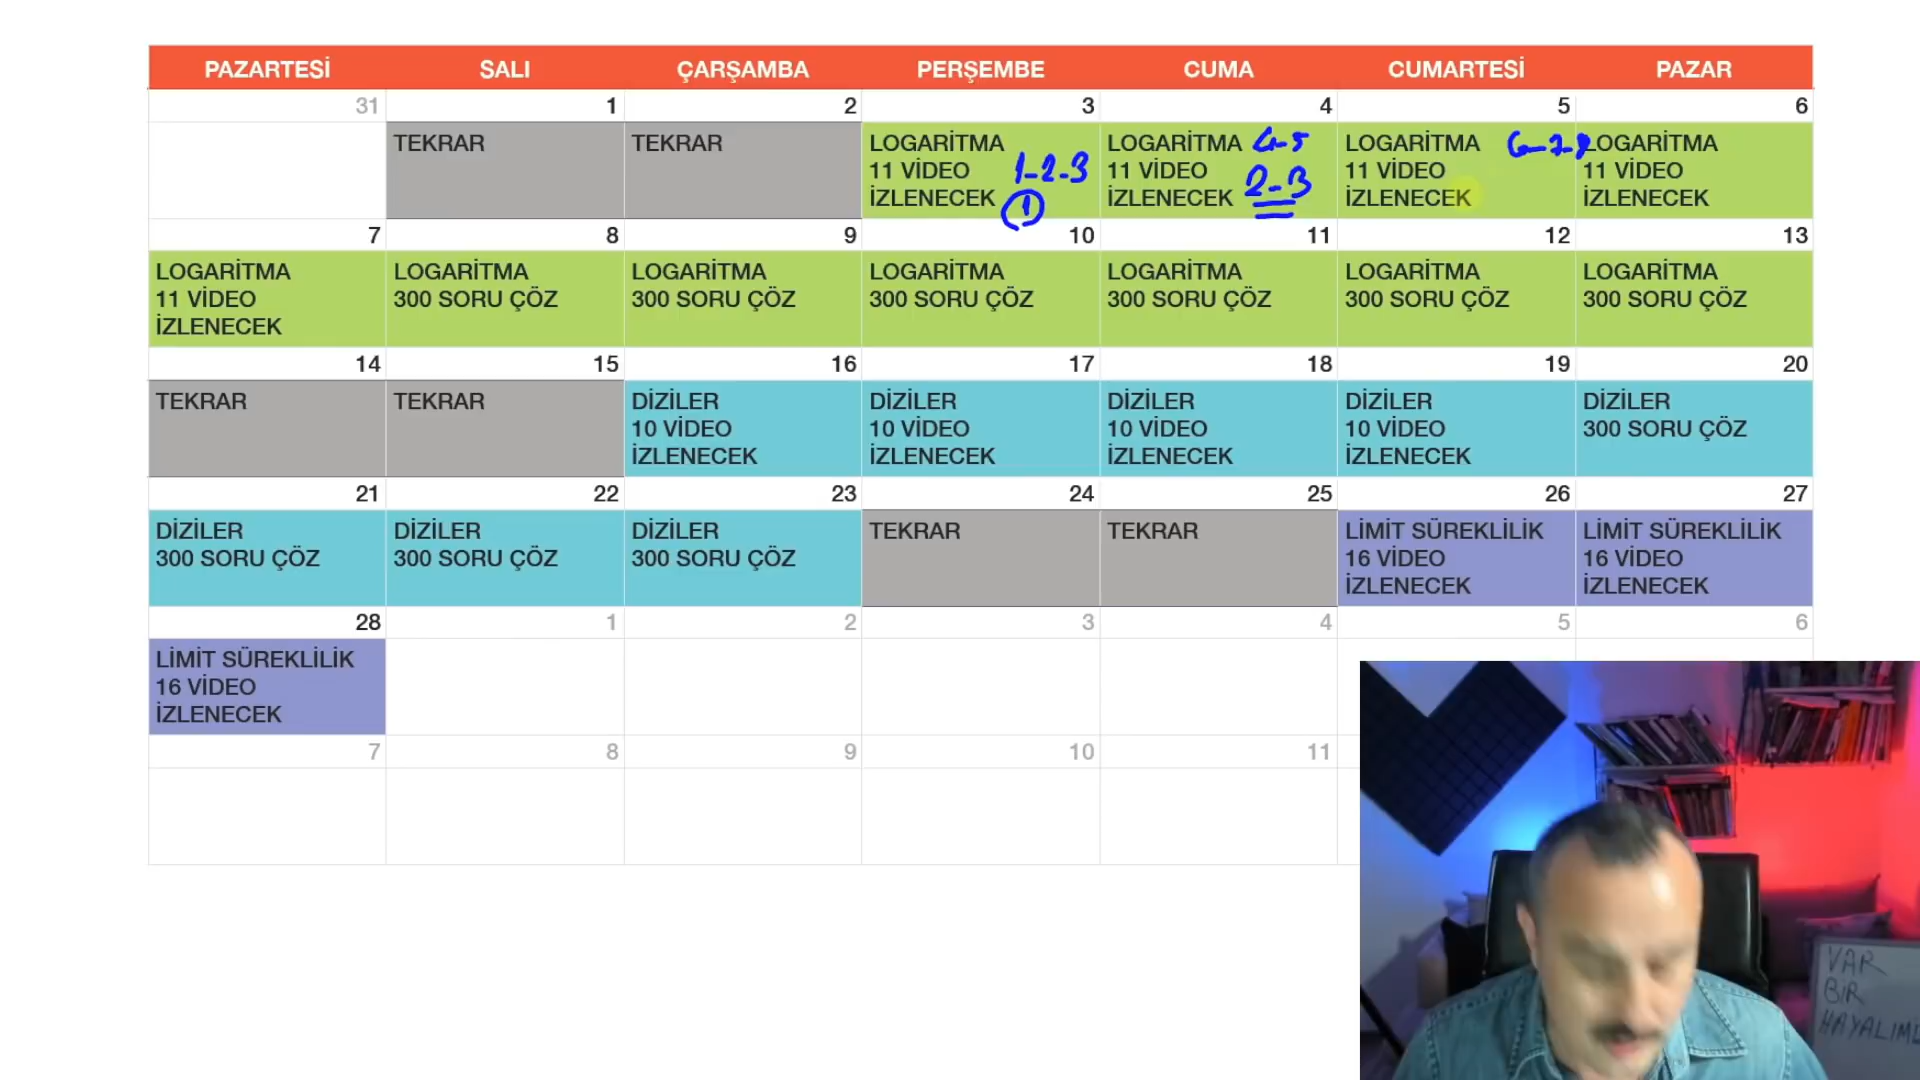 PAZARTESİ SALI ÇARŞAMBA PERŞEMBE CUMA CUMARTESİ PAZAR
31 1 2 3 4 5 6
TEKRAR
TEKRAR
LOGARİTMA
11 VİDEO
İZLENECEK
1-2-3
1
LOGARİTMA
11 VİDEO
İZLENECEK
4-5
2-3
LOGARİTMA
11 VİDEO
İZLENECEK
6-7-8
LOGARİTMA
11 VİDEO
İZLENECEK
7 8 9 10 11 12 13
LOGARİTMA
11 VİDEO
İZLENECEK
LOGARİTMA
300 SORU ÇÖZ
LOGARİTMA
300 SORU ÇÖZ
LOGARİTMA
300 SORU ÇÖZ
LOGARİTMA
300 SORU ÇÖZ
LOGARİTMA
300 SORU ÇÖZ
LOGARİTMA
300 SORU ÇÖZ
14 15 16 17 18 19 20
TEKRAR
TEKRAR
DİZİLER
10 VİDEO
İZLENECEK
DİZİLER
10 VİDEO
İZLENECEK
DİZİLER
10 VİDEO
İZLENECEK
DİZİLER
10 VİDEO
İZLENECEK
DİZİLER
300 SORU ÇÖZ
21 22 23 24 25 26 27
DİZİLER
300 SORU ÇÖZ
DİZİLER
300 SORU ÇÖZ
DİZİLER
300 SORU ÇÖZ
TEKRAR
TEKRAR
LİMİT SÜREKLİLİK
16 VİDEO
İZLENECEK
LİMİT SÜREKLİLİK
16 VİDEO
İZLENECEK
28 1 2 3 4 5 6
LİMİT SÜREKLİLİK
16 VİDEO
İZLENECEK
7 8 9 10 11
VAR
BİR
HAYALİM